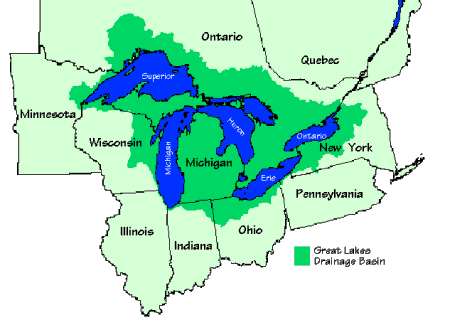 Ontario
Quebec
Superior
Minnesota
Huron
Ontario
Wisconsin
New York
Michigan
Michigan
Erie
Pennsylvania
Illinois
Ohio
Indiana
Great Lakes
Drainage Basin